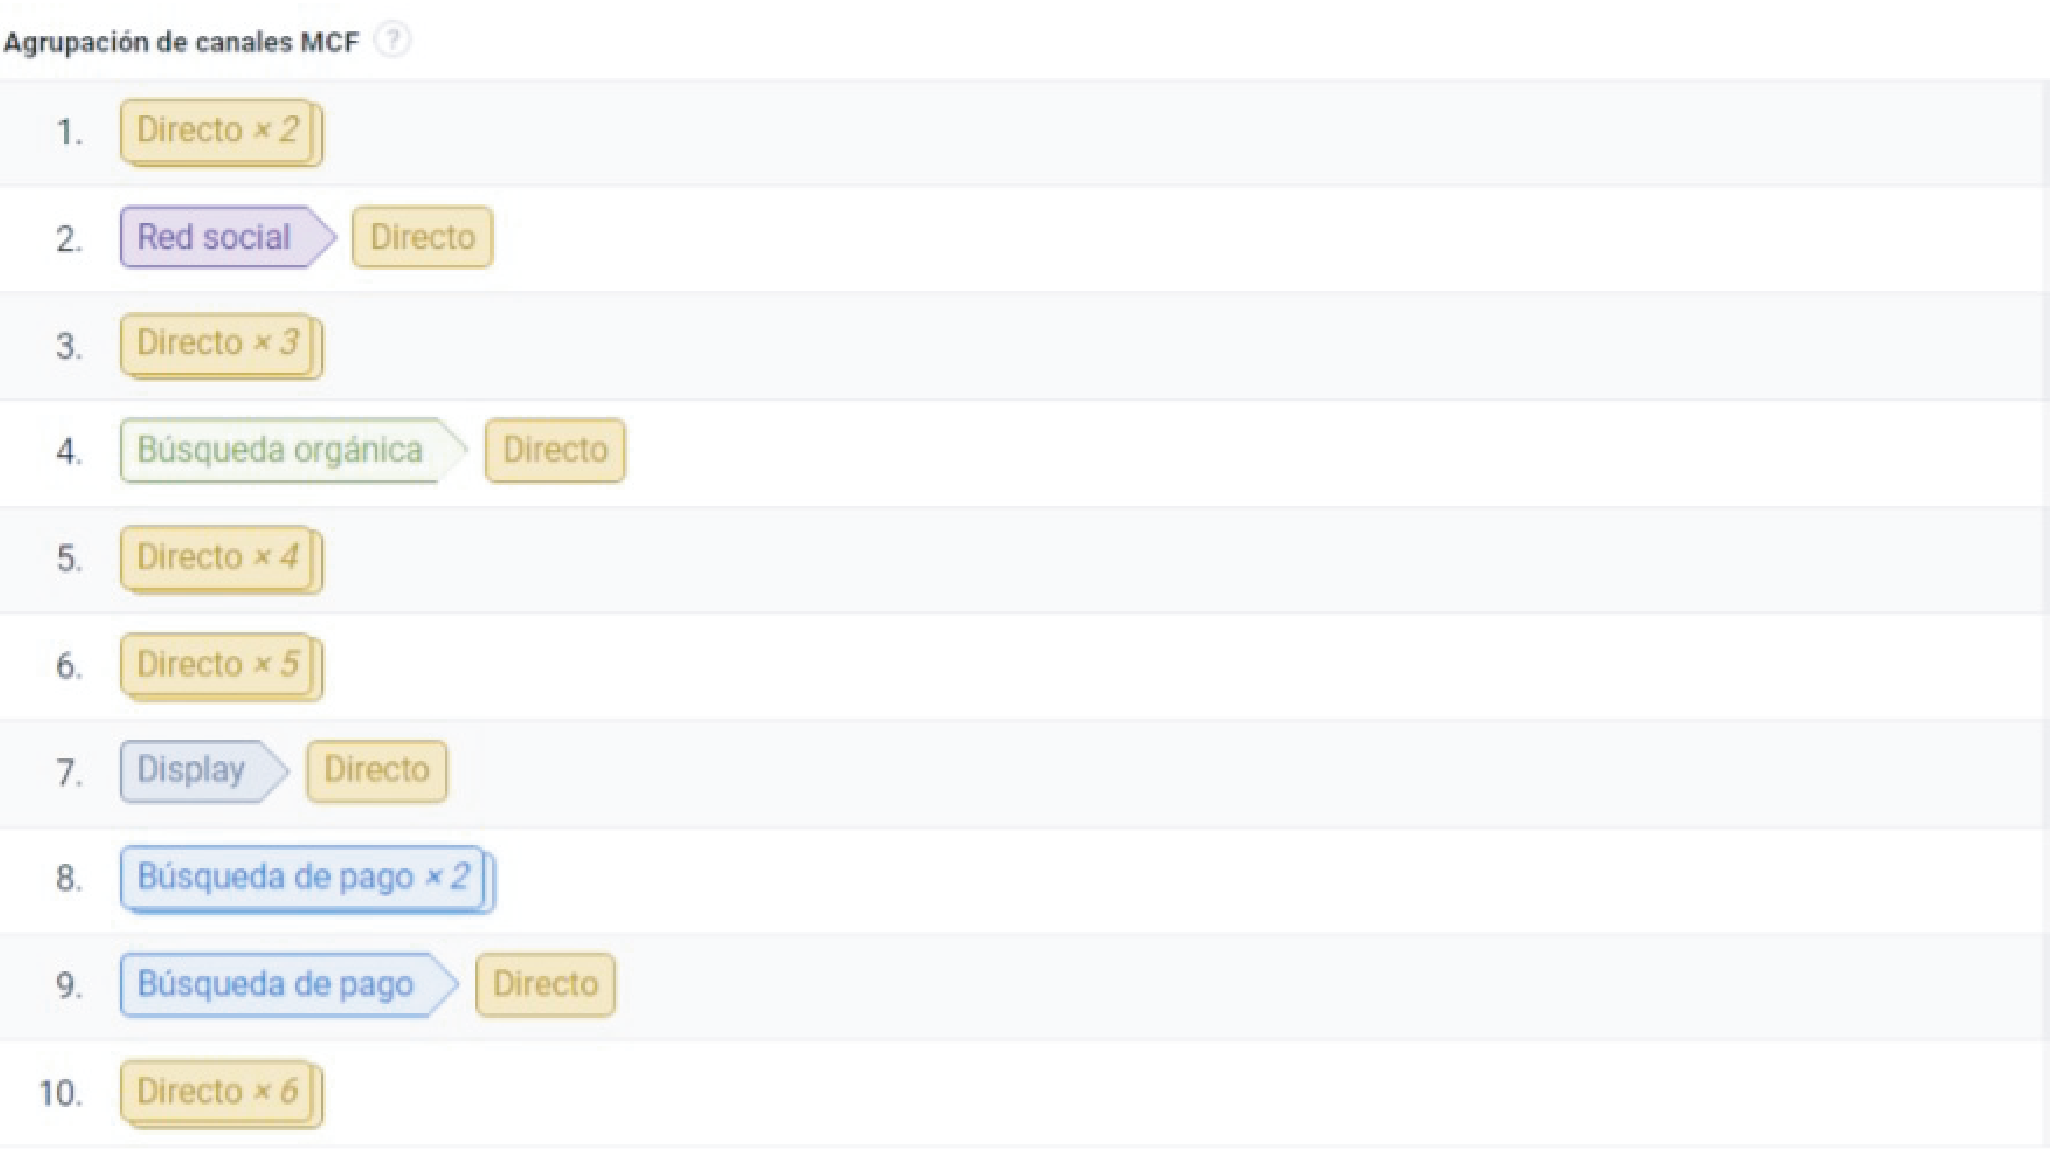 Agrupación de canales MCF ?
1. Directo × 2
2. Red social Directo
3. Directo × 3
4. Búsqueda orgánica Directo
5. Directo × 4
6. Directo × 5
7. Display Directo
8. Búsqueda de pago × 2
9. Búsqueda de pago Directo
10. Directo × 6